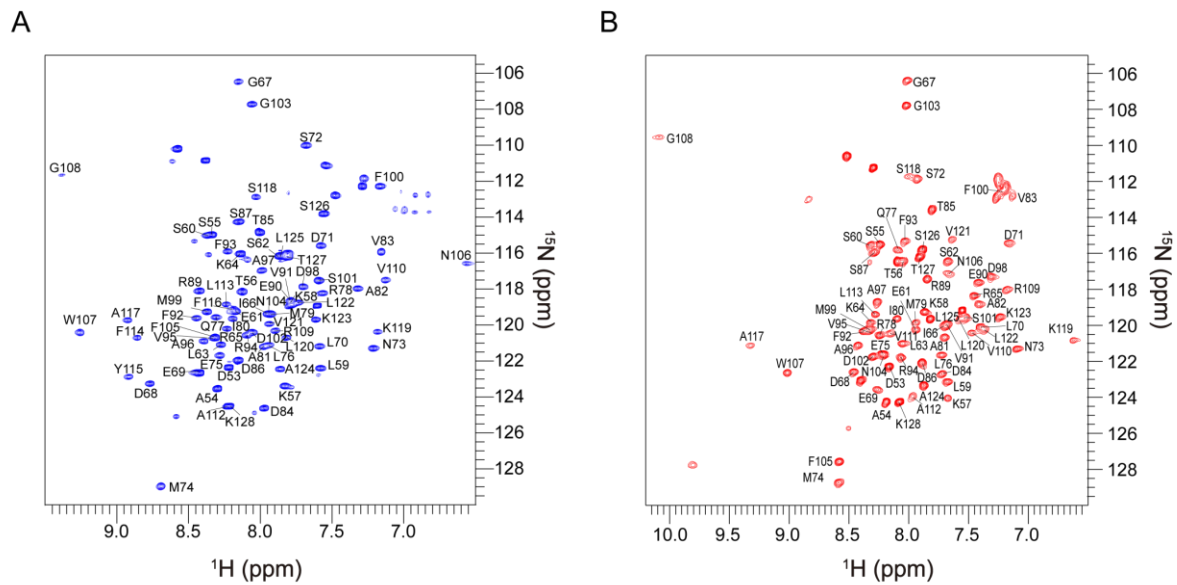 A
B
106
G67
G103
108
S72
110
G108
F100
112
S118
S126
114
S87
T85
S55
S60
L125
D71
S62
T127
116
F93
A97
V83
N106
K64
V91
D98
T56
E90
S101
V110
118
R89
L113
I66
N104
K58
R78
A82
M99
F116
L122
A117
F92
E61
M79
K123
120
W107
F105
Q77
I80
V121
R109
K119
F114
V95
R65
D102
L120
L70
A96
R94
N73
L63
A81
L76
122
E75
D86
A124
L59
Y115
E69
D53
D68
A54
K57
124
A112
D84
K128
126
128
M74
9.0
8.5
8.0
7.5
7.0
¹H (ppm)
¹⁵N (ppm)
106
G67
G103
108
G108
110
S118
S72
112
F100
V83
Q77
T85
114
F93
V121
S55
S126
D71
S60
S62
116
S87
N106
T56
D98
T127
E90
R89
R109
118
A97
R65
L113
E61
K58
A82
K64
M79
M99
S101
K123
120
V95
I80
L125
R78
I66
L70
K119
F92
L122
A117
A96
L120
V110
E75
L63
A81
N73
D102
V91
122
N104
R94
L76
W107
D84
D53
D86
D68
L59
A124
E69
K57
124
A54
A112
K128
126
F105
128
M74
10.0
9.5
9.0
8.5
8.0
7.5
7.0
¹H (ppm)
¹⁵N (ppm)